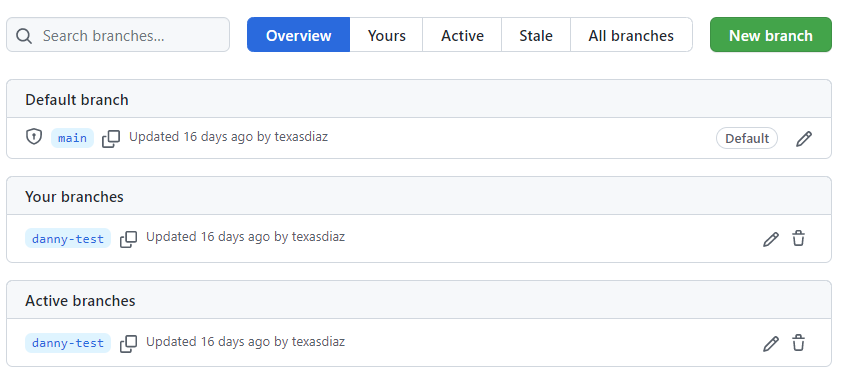 Search branches...
Overview Yours Active Stale All branches New branch
Default branch
main Updated 16 days ago by texasdiaz Default
Your branches
danny-test Updated 16 days ago by texasdiaz
Active branches
danny-test Updated 16 days ago by texasdiaz